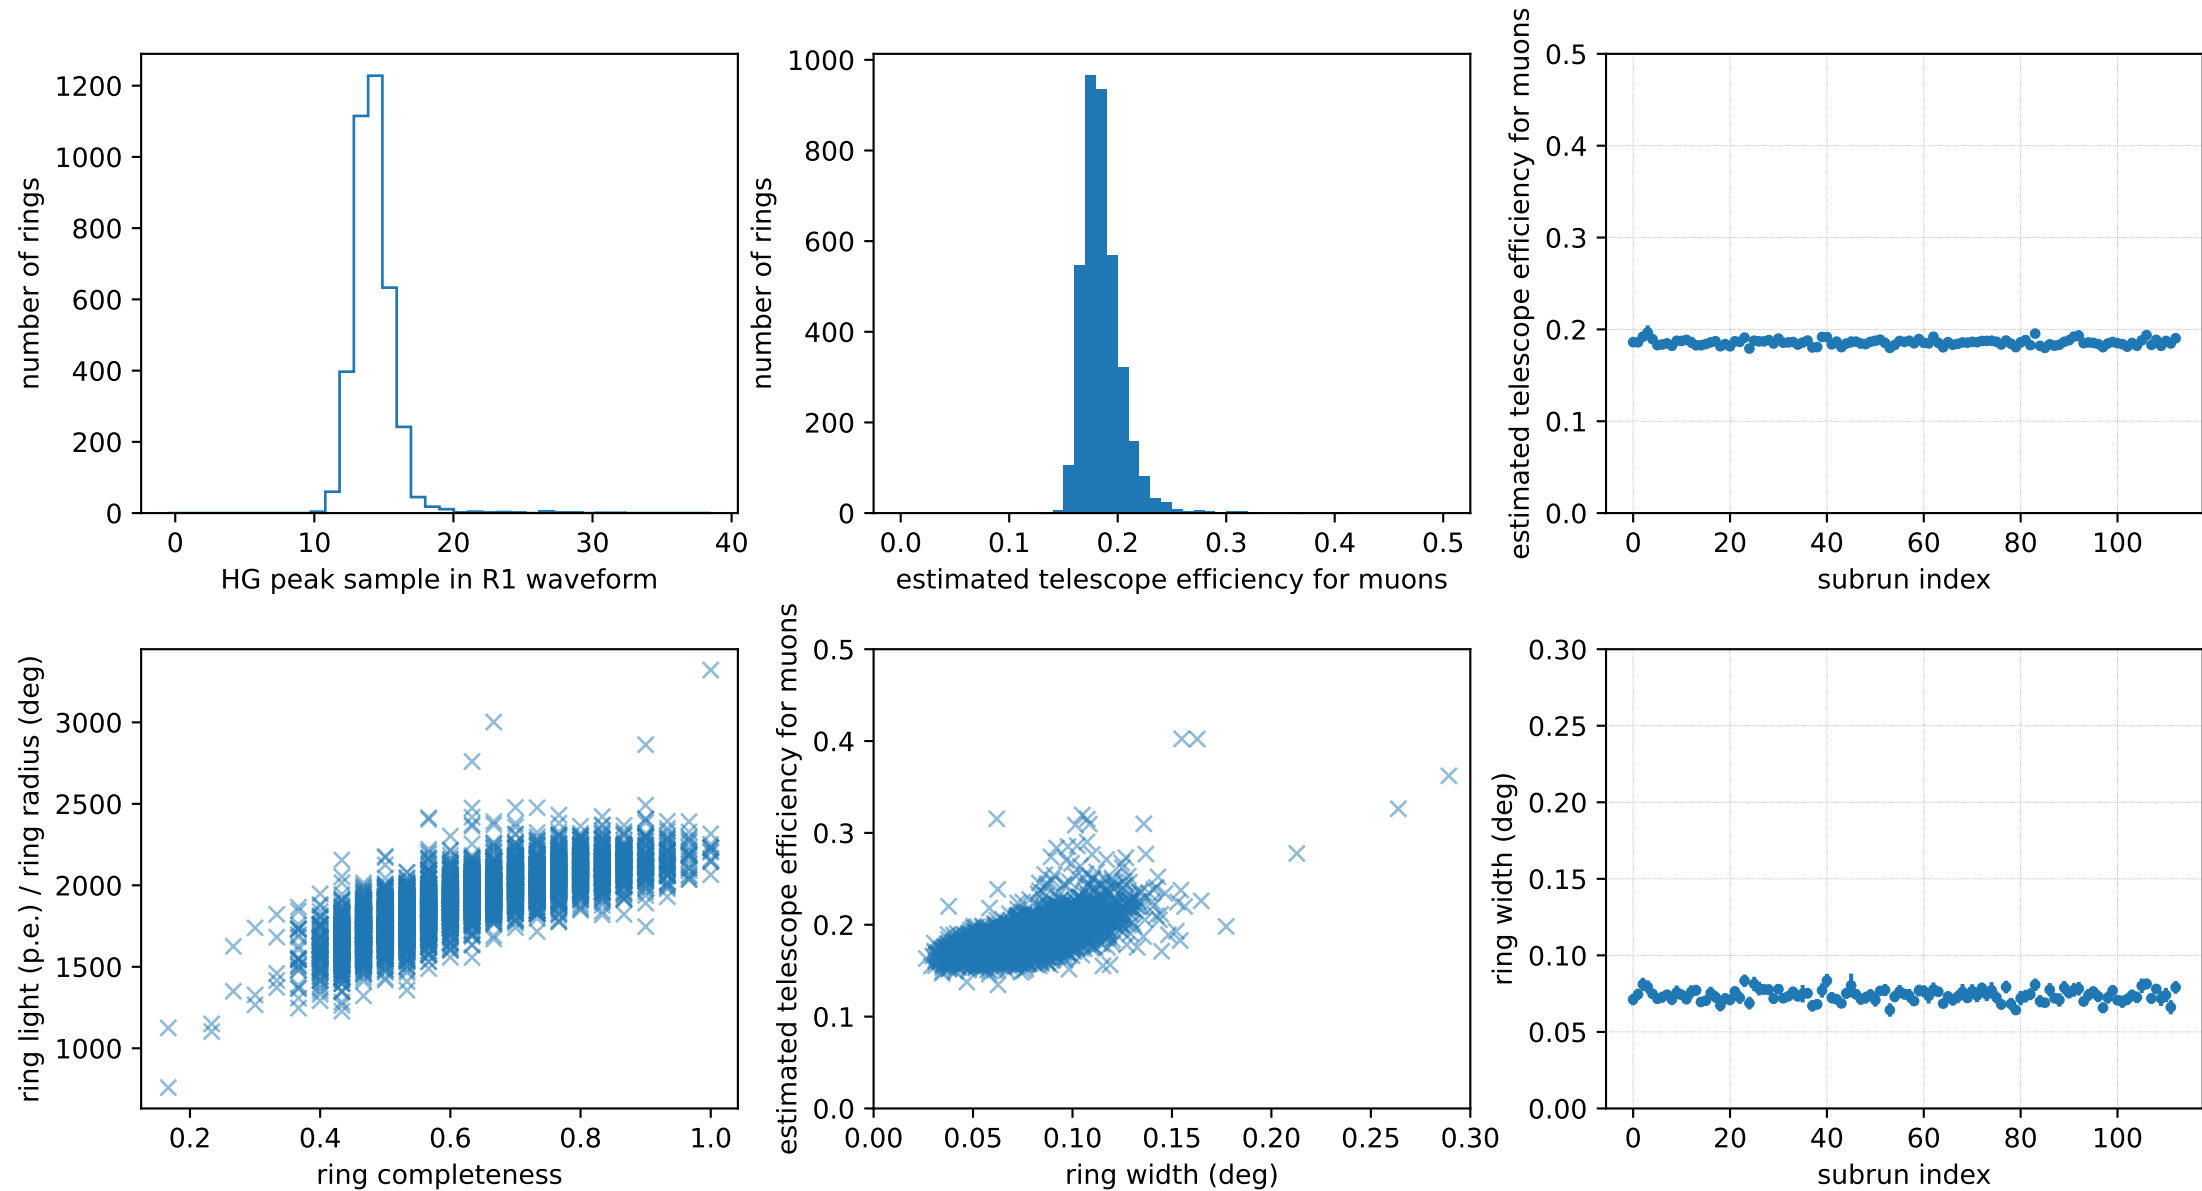 number of rings
1200
1000
800
600
400
200
0
0 10 20 30 40
HG peak sample in R1 waveform
number of rings
1000
800
600
400
200
0
0.0 0.1 0.2 0.3 0.4 0.5
estimated telescope efficiency for muons
estimated telescope efficiency for muons
0.5
0.4
0.3
0.2
0.1
0.0
0 20 40 60 80 100
subrun index
ring light (p.e.) / ring radius (deg)
3000
2500
2000
1500
1000
0.2 0.4 0.6 0.8 1.0
ring completeness
estimated telescope efficiency for muons
0.5
0.4
0.3
0.2
0.1
0.0
0.00 0.05 0.10 0.15 0.20 0.25 0.30
ring width (deg)
ring width (deg)
0.30
0.25
0.20
0.15
0.10
0.05
0.00
0 20 40 60 80 100
subrun index